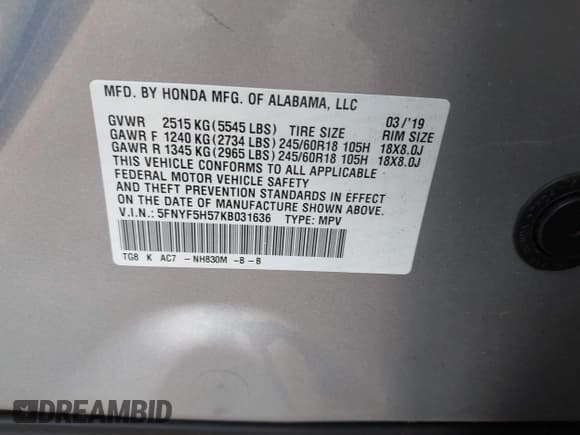 MFD. BY HONDA MFG. OF ALABAMA, LLC
GVWR 2515 KG (5545 LBS) TIRE SIZE 03/'19 RIM SIZE
GAWR F 1240 KG (2734 LBS) 245/60R18 105H 18X8.0J
GAWR R 1345 KG (2965 LBS) 245/60R18 105H 18X8.0J
THIS VEHICLE CONFORMS TO ALL APPLICABLE
FEDERAL MOTOR VEHICLE SAFETY
AND THEFT PREVENTION STANDARDS IN EFFECT
ON THE DATE OF MANUFACTURE SHOWN ABOVE.
V.I.N.: 5FNYF5H57KB031636 TYPE: MPV
TG8 K AC7 -NH830M -B-B
DREAMBID